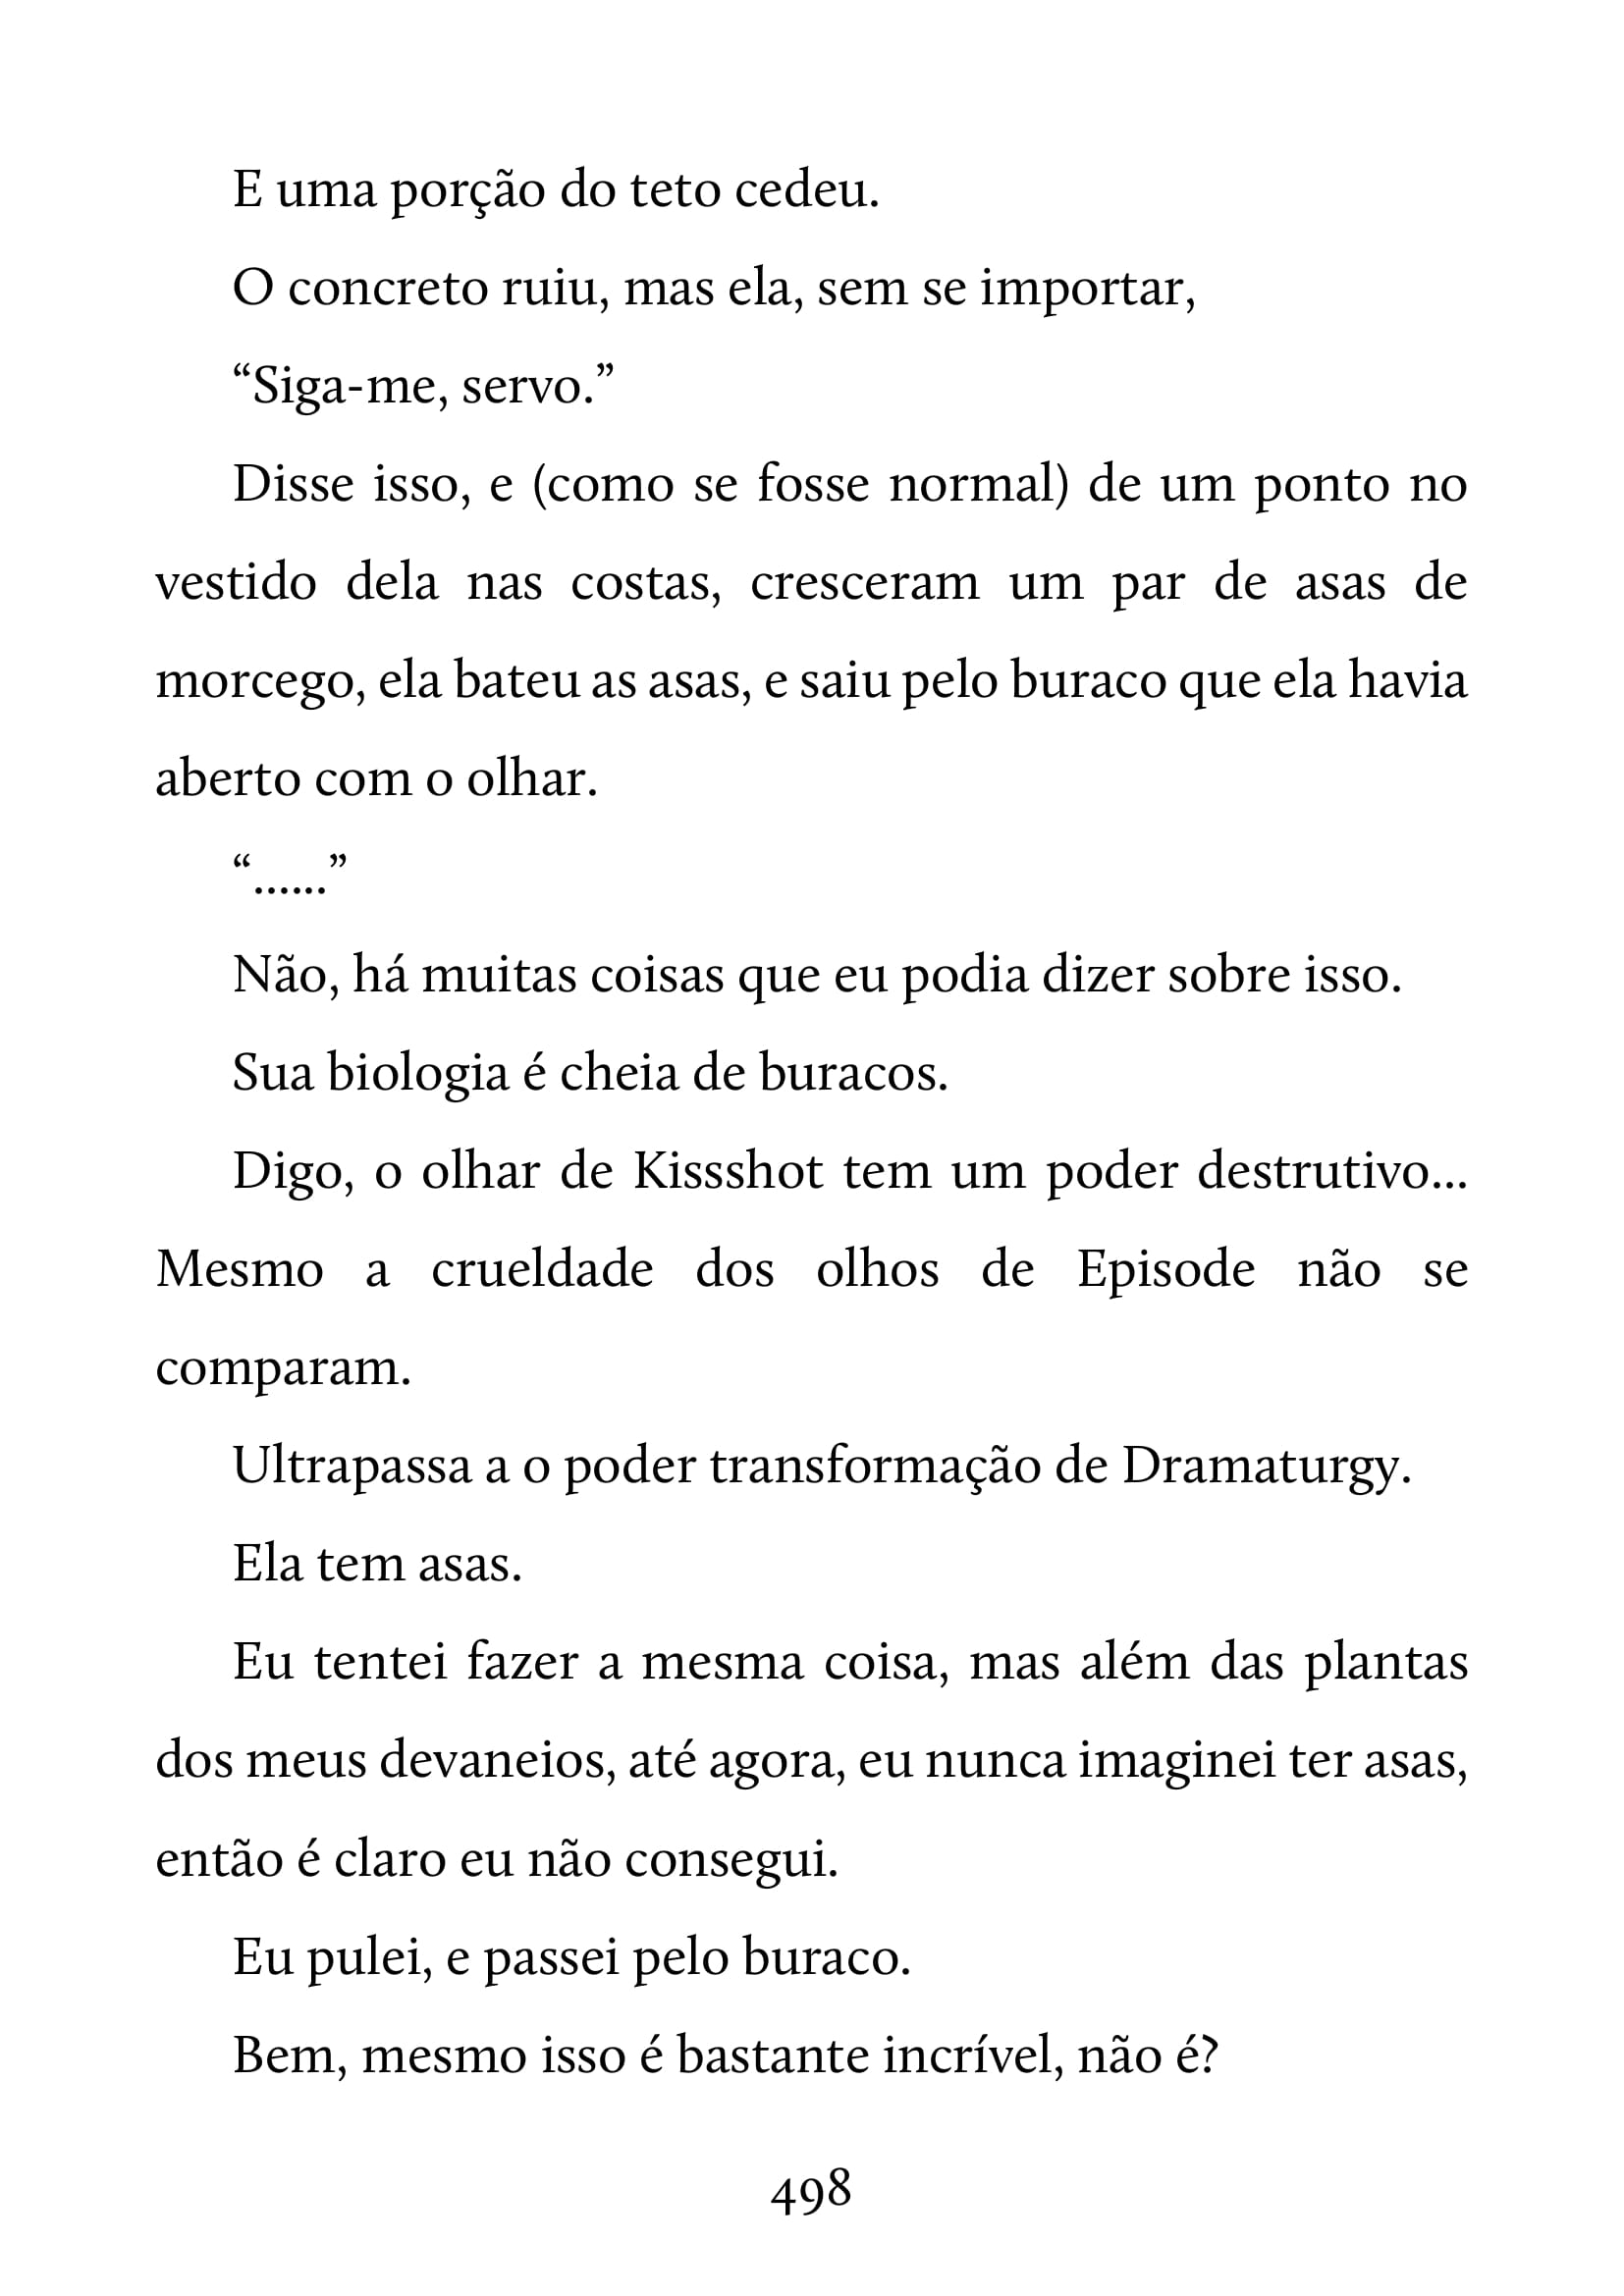 E uma porção do teto cedeu.
O concreto ruiu, mas ela, sem se importar,
“Siga-me, servo.”
Disse isso, e (como se fosse normal) de um ponto no
vestido dela nas costas, cresceram um par de asas de
morcego, ela bateu as asas, e saiu pelo buraco que ela havia
aberto com o olhar.
“......”
Não, há muitas coisas que eu podia dizer sobre isso.
Sua biologia é cheia de buracos.
Digo, o olhar de Kissshot tem um poder destrutivo...
Mesmo a crueldade dos olhos de Episode não se
comparam.
Ultrapassa a o poder transformação de Dramaturgy.
Ela tem asas.
Eu tentei fazer a mesma coisa, mas além das plantas
dos meus devaneios, até agora, eu nunca imaginei ter asas,
então é claro eu não consegui.
Eu pulei, e passei pelo buraco.
Bem, mesmo isso é bastante incrível, não é?
498